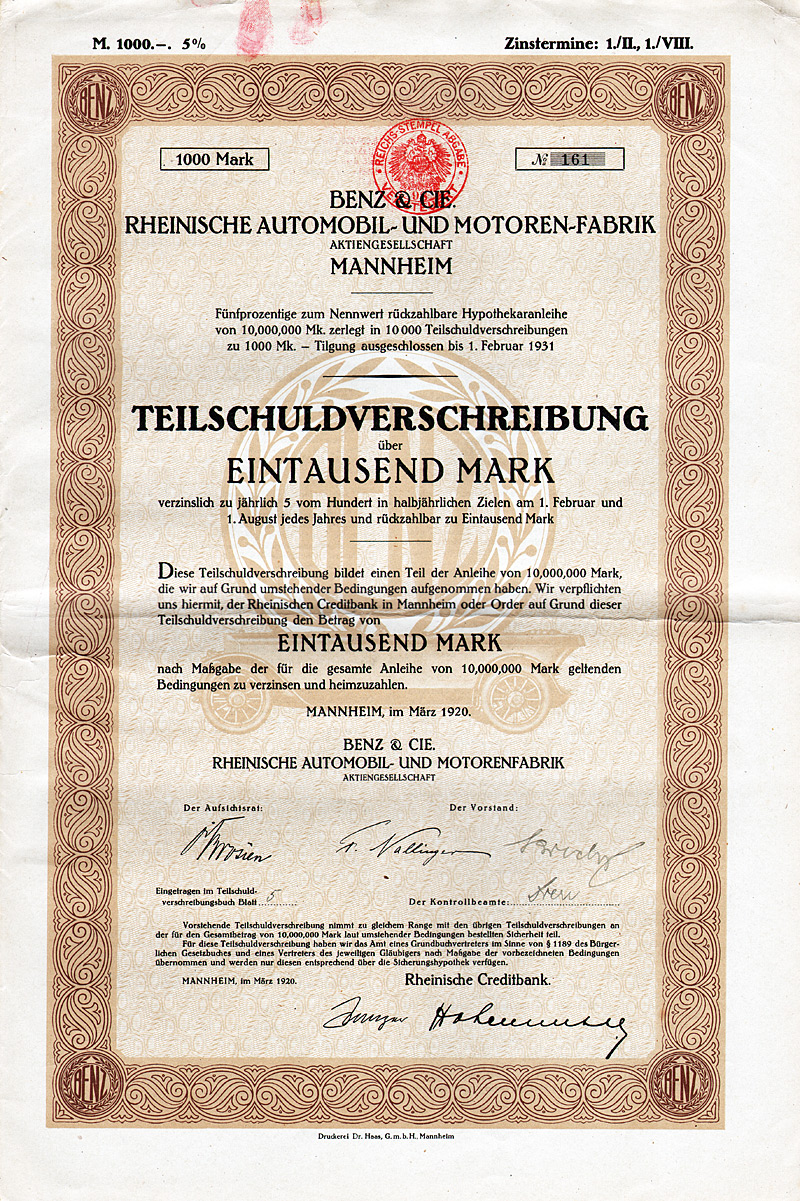 M. 1000.–. 5%
Zinstermine: 1./II., 1./VIII.
BENZ
BENZ
REICHS-STEMPELABGABE
1000 Mark
№ 161
BENZ & CIE.
RHEINISCHE AUTOMOBIL- UND MOTOREN-FABRIK
AKTIENGESELLSCHAFT
MANNHEIM
Fünfprozentige zum Nennwert rückzahlbare Hypothekaranleihe
von 10,000,000 Mk. zerlegt in 10000 Teilschuldverschreibungen
zu 1000 Mk. – Tilgung ausgeschlossen bis 1. Februar 1931
TEILSCHULDVERSCHREIBUNG
über
EINTAUSEND MARK
verzinslich zu jährlich 5 vom Hundert in halbjährlichen Zielen am 1. Februar und
1. August jedes Jahres und rückzahlbar zu Eintausend Mark
BENZ
Diese Teilschuldverschreibung bildet einen Teil der Anleihe von 10,000,000 Mark,
die wir auf Grund umstehender Bedingungen aufgenommen haben. Wir verpflichten
uns hiermit, der Rheinischen Creditbank in Mannheim oder Order auf Grund dieser
Teilschuldverschreibung den Betrag von
EINTAUSEND MARK
nach Maßgabe der für die gesamte Anleihe von 10,000,000 Mark geltenden
Bedingungen zu verzinsen und heimzuzahlen.
MANNHEIM, im März 1920.
BENZ & CIE.
RHEINISCHE AUTOMOBIL- UND MOTORENFABRIK
AKTIENGESELLSCHAFT
Der Aufsichtsrat:
Der Vorstand:
Brosien F. Nallinger
Eingetragen im Teilschuld-
verschreibungsbuch Blatt 5
Der Kontrollbeamte:
Vorstehende Teilschuldverschreibung nimmt zu gleichem Range mit den übrigen Teilschuldverschreibungen an
der für den Gesamtbetrag von 10,000,000 Mark laut umstehender Bedingungen bestellten Sicherheit teil.
Für diese Teilschuldverschreibung haben wir das Amt eines Grundbuchvertreters im Sinne von § 1189 des Bürger-
lichen Gesetzbuches und eines Vertreters des jeweiligen Gläubigers nach Maßgabe der vorbezeichneten Bedingungen
übernommen und werden nur diesen entsprechend über die Sicherungshypothek verfügen.
MANNHEIM, im März 1920.
Rheinische Creditbank.
BENZ
BENZ
Druckerei Dr. Haas, G. m. b. H., Mannheim